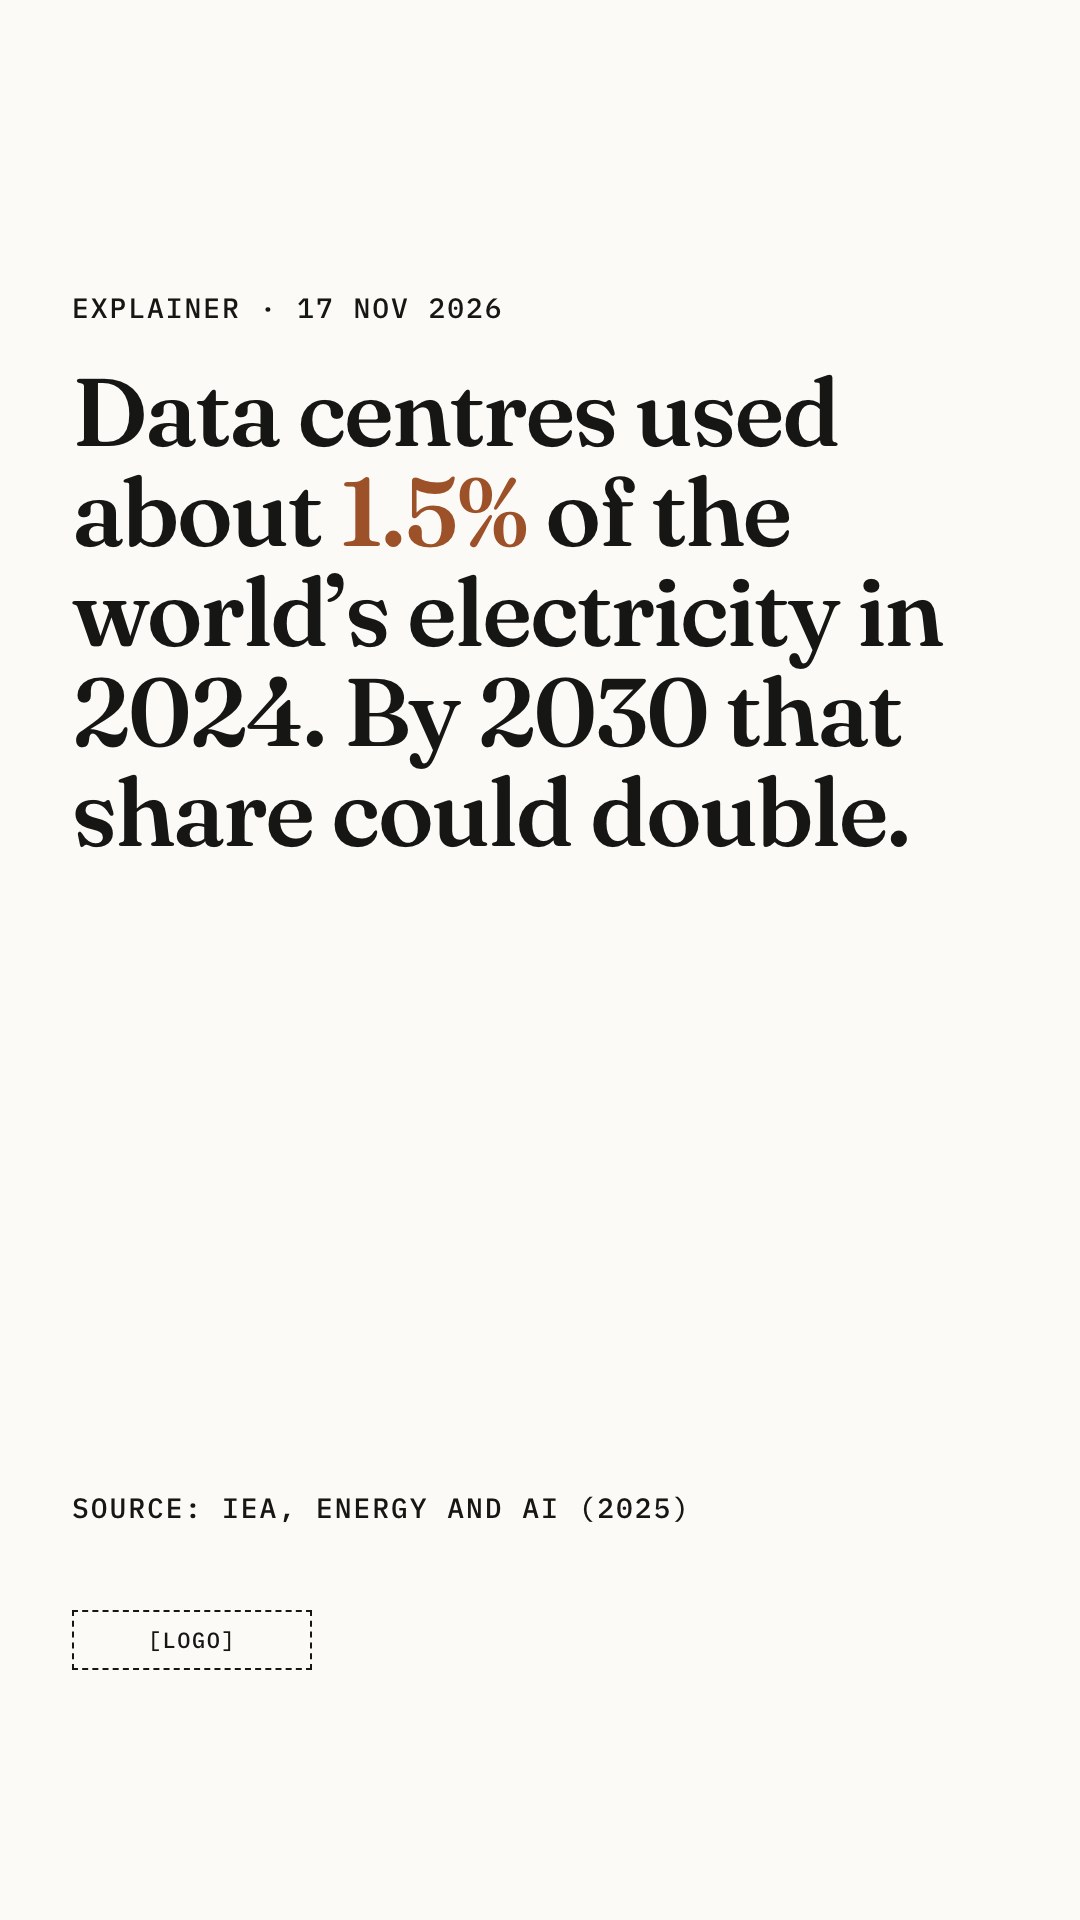 EXPLAINER · 17 NOV 2026
Data centres used
about 1.5% of the
world’s electricity in
2024. By 2030 that
share could double.
SOURCE: IEA, ENERGY AND AI (2025)
[LOGO]